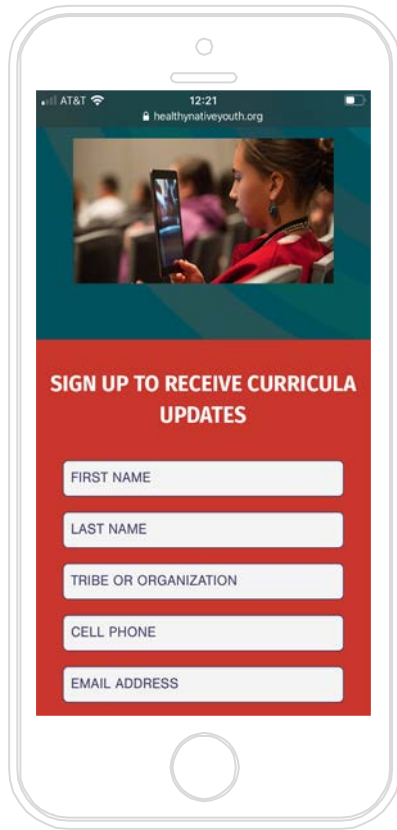 AT&T 12:21
healthynativeyouth.org
SIGN UP TO RECEIVE CURRICULA
UPDATES
FIRST NAME
LAST NAME
TRIBE OR ORGANIZATION
CELL PHONE
EMAIL ADDRESS